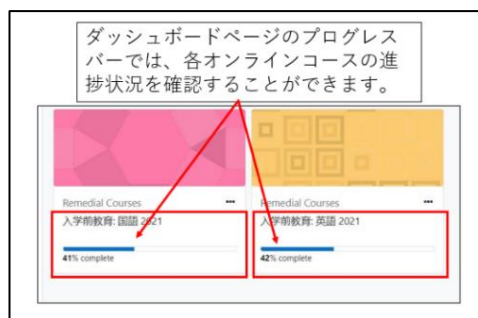 ダッシュボードページのプログレス
バーでは、各オンラインコースの進
捗状況を確認することができます。
Remedial Courses
入学前教育: 国語 2021
41% complete
Remedial Courses
入学前教育: 英語 2021
42% complete